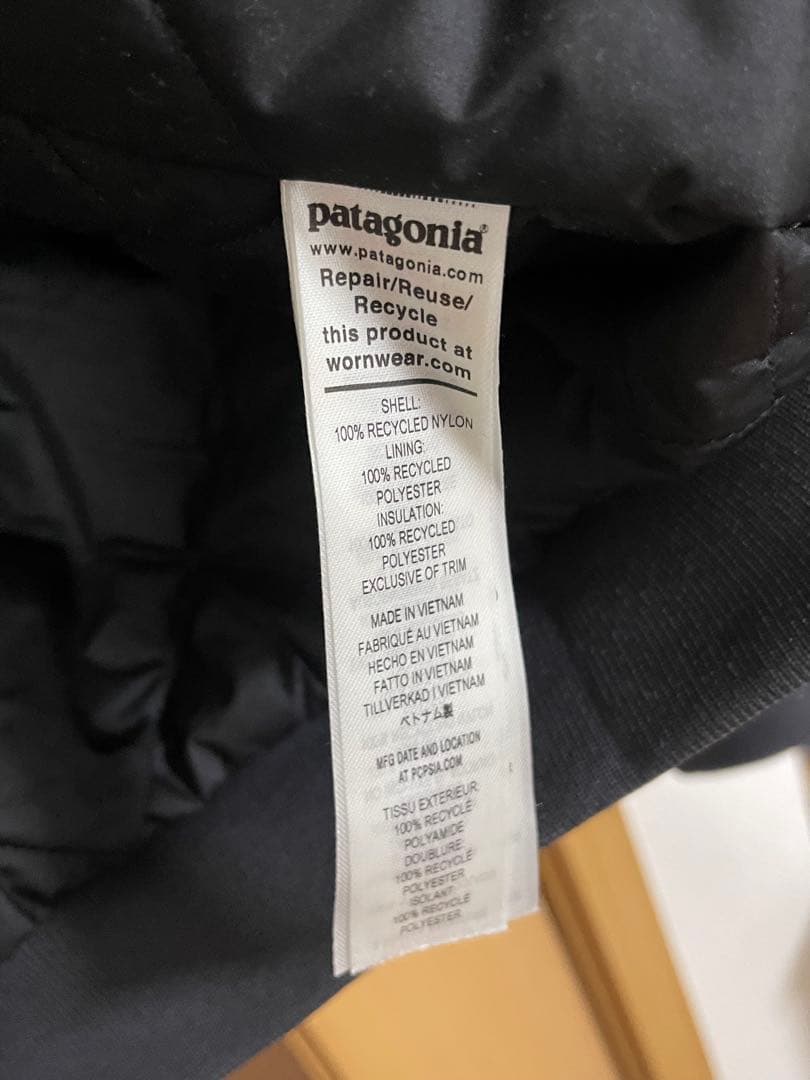 patagonia®
www.patagonia.com
Repair/Reuse/
Recycle
this product at
wornwear.com
SHELL:
100% RECYCLED NYLON
LINING:
100% RECYCLED
POLYESTER
INSULATION:
100% RECYCLED
POLYESTER
EXCLUSIVE OF TRIM
MADE IN VIETNAM
FABRIQUÉ AU VIETNAM
HECHO EN VIETNAM
FATTO IN VIETNAM
TILLVERKAD I VIETNAM
ベトナム製
MFG DATE AND LOCATION
AT PCPSIA.COM
TISSU EXTERIEUR:
100% RECYCLÉ
POLYAMIDE
DOUBLURE:
100% RECYCLÉ
POLYESTER
ISOLANT:
100% RECYCLÉ
POLYESTER